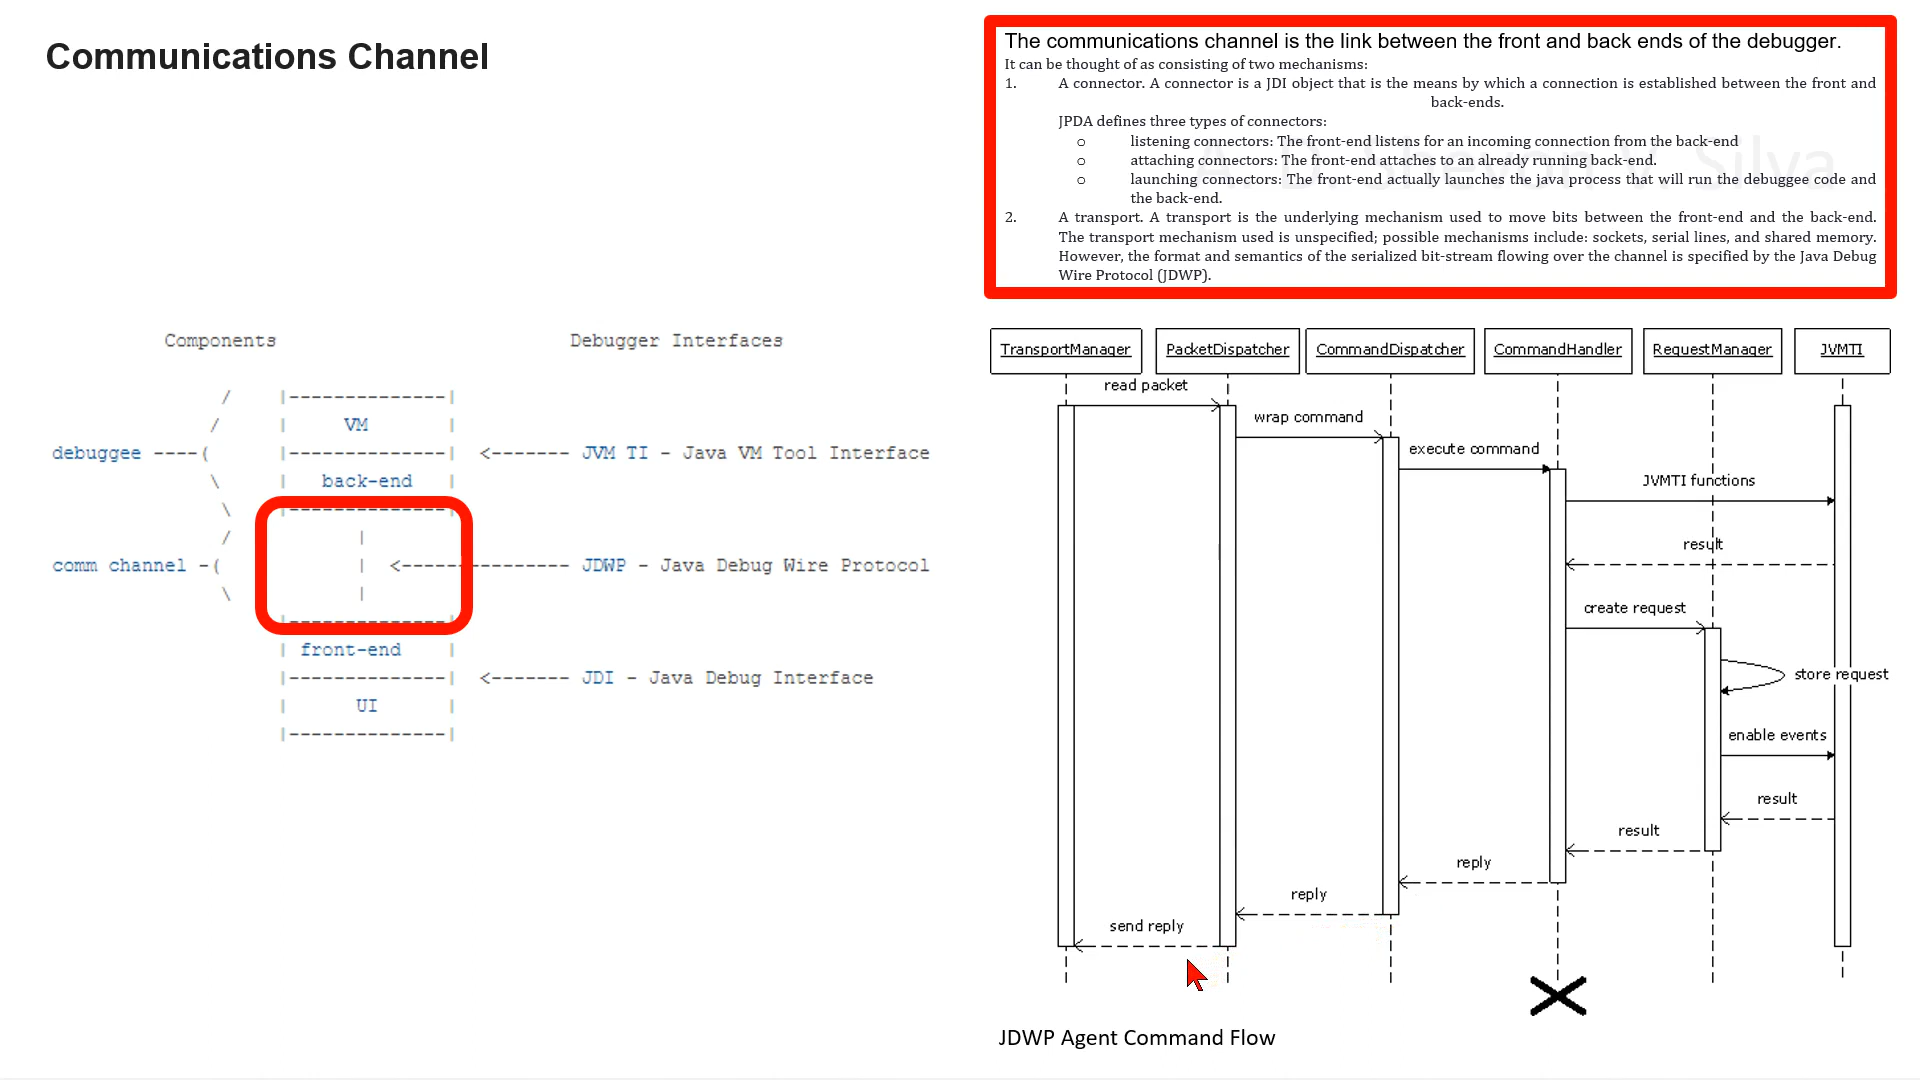 Communications Channel
The communications channel is the link between the front and back ends of the debugger.
It can be thought of as consisting of two mechanisms:
1. A connector. A connector is a JDI object that is the means by which a connection is established between the front and
back-ends.
JPDA defines three types of connectors:
o listening connectors: The front-end listens for an incoming connection from the back-end
o attaching connectors: The front-end attaches to an already running back-end.
o launching connectors: The front-end actually launches the java process that will run the debuggee code and
the back-end.
2. A transport. A transport is the underlying mechanism used to move bits between the front-end and the back-end.
The transport mechanism used is unspecified; possible mechanisms include: sockets, serial lines, and shared memory.
However, the format and semantics of the serialized bit-stream flowing over the channel is specified by the Java Debug
Wire Protocol (JDWP).
Silva
Components Debugger Interfaces
/ |--------------|
/ | VM |
debuggee ----( |--------------| <------- JVM TI - Java VM Tool Interface
\ | back-end |
\ |--------------|
/ |
comm channel -( | <--------------- JDWP - Java Debug Wire Protocol
\ |
|--------------|
| front-end |
|--------------| <------- JDI - Java Debug Interface
| UI |
|--------------|
TransportManager PacketDispatcher CommandDispatcher CommandHandler RequestManager JVMTI
read packet
wrap command
execute command
JVMTI functions
result
create request
store request
enable events
result
result
reply
reply
send reply
JDWP Agent Command Flow